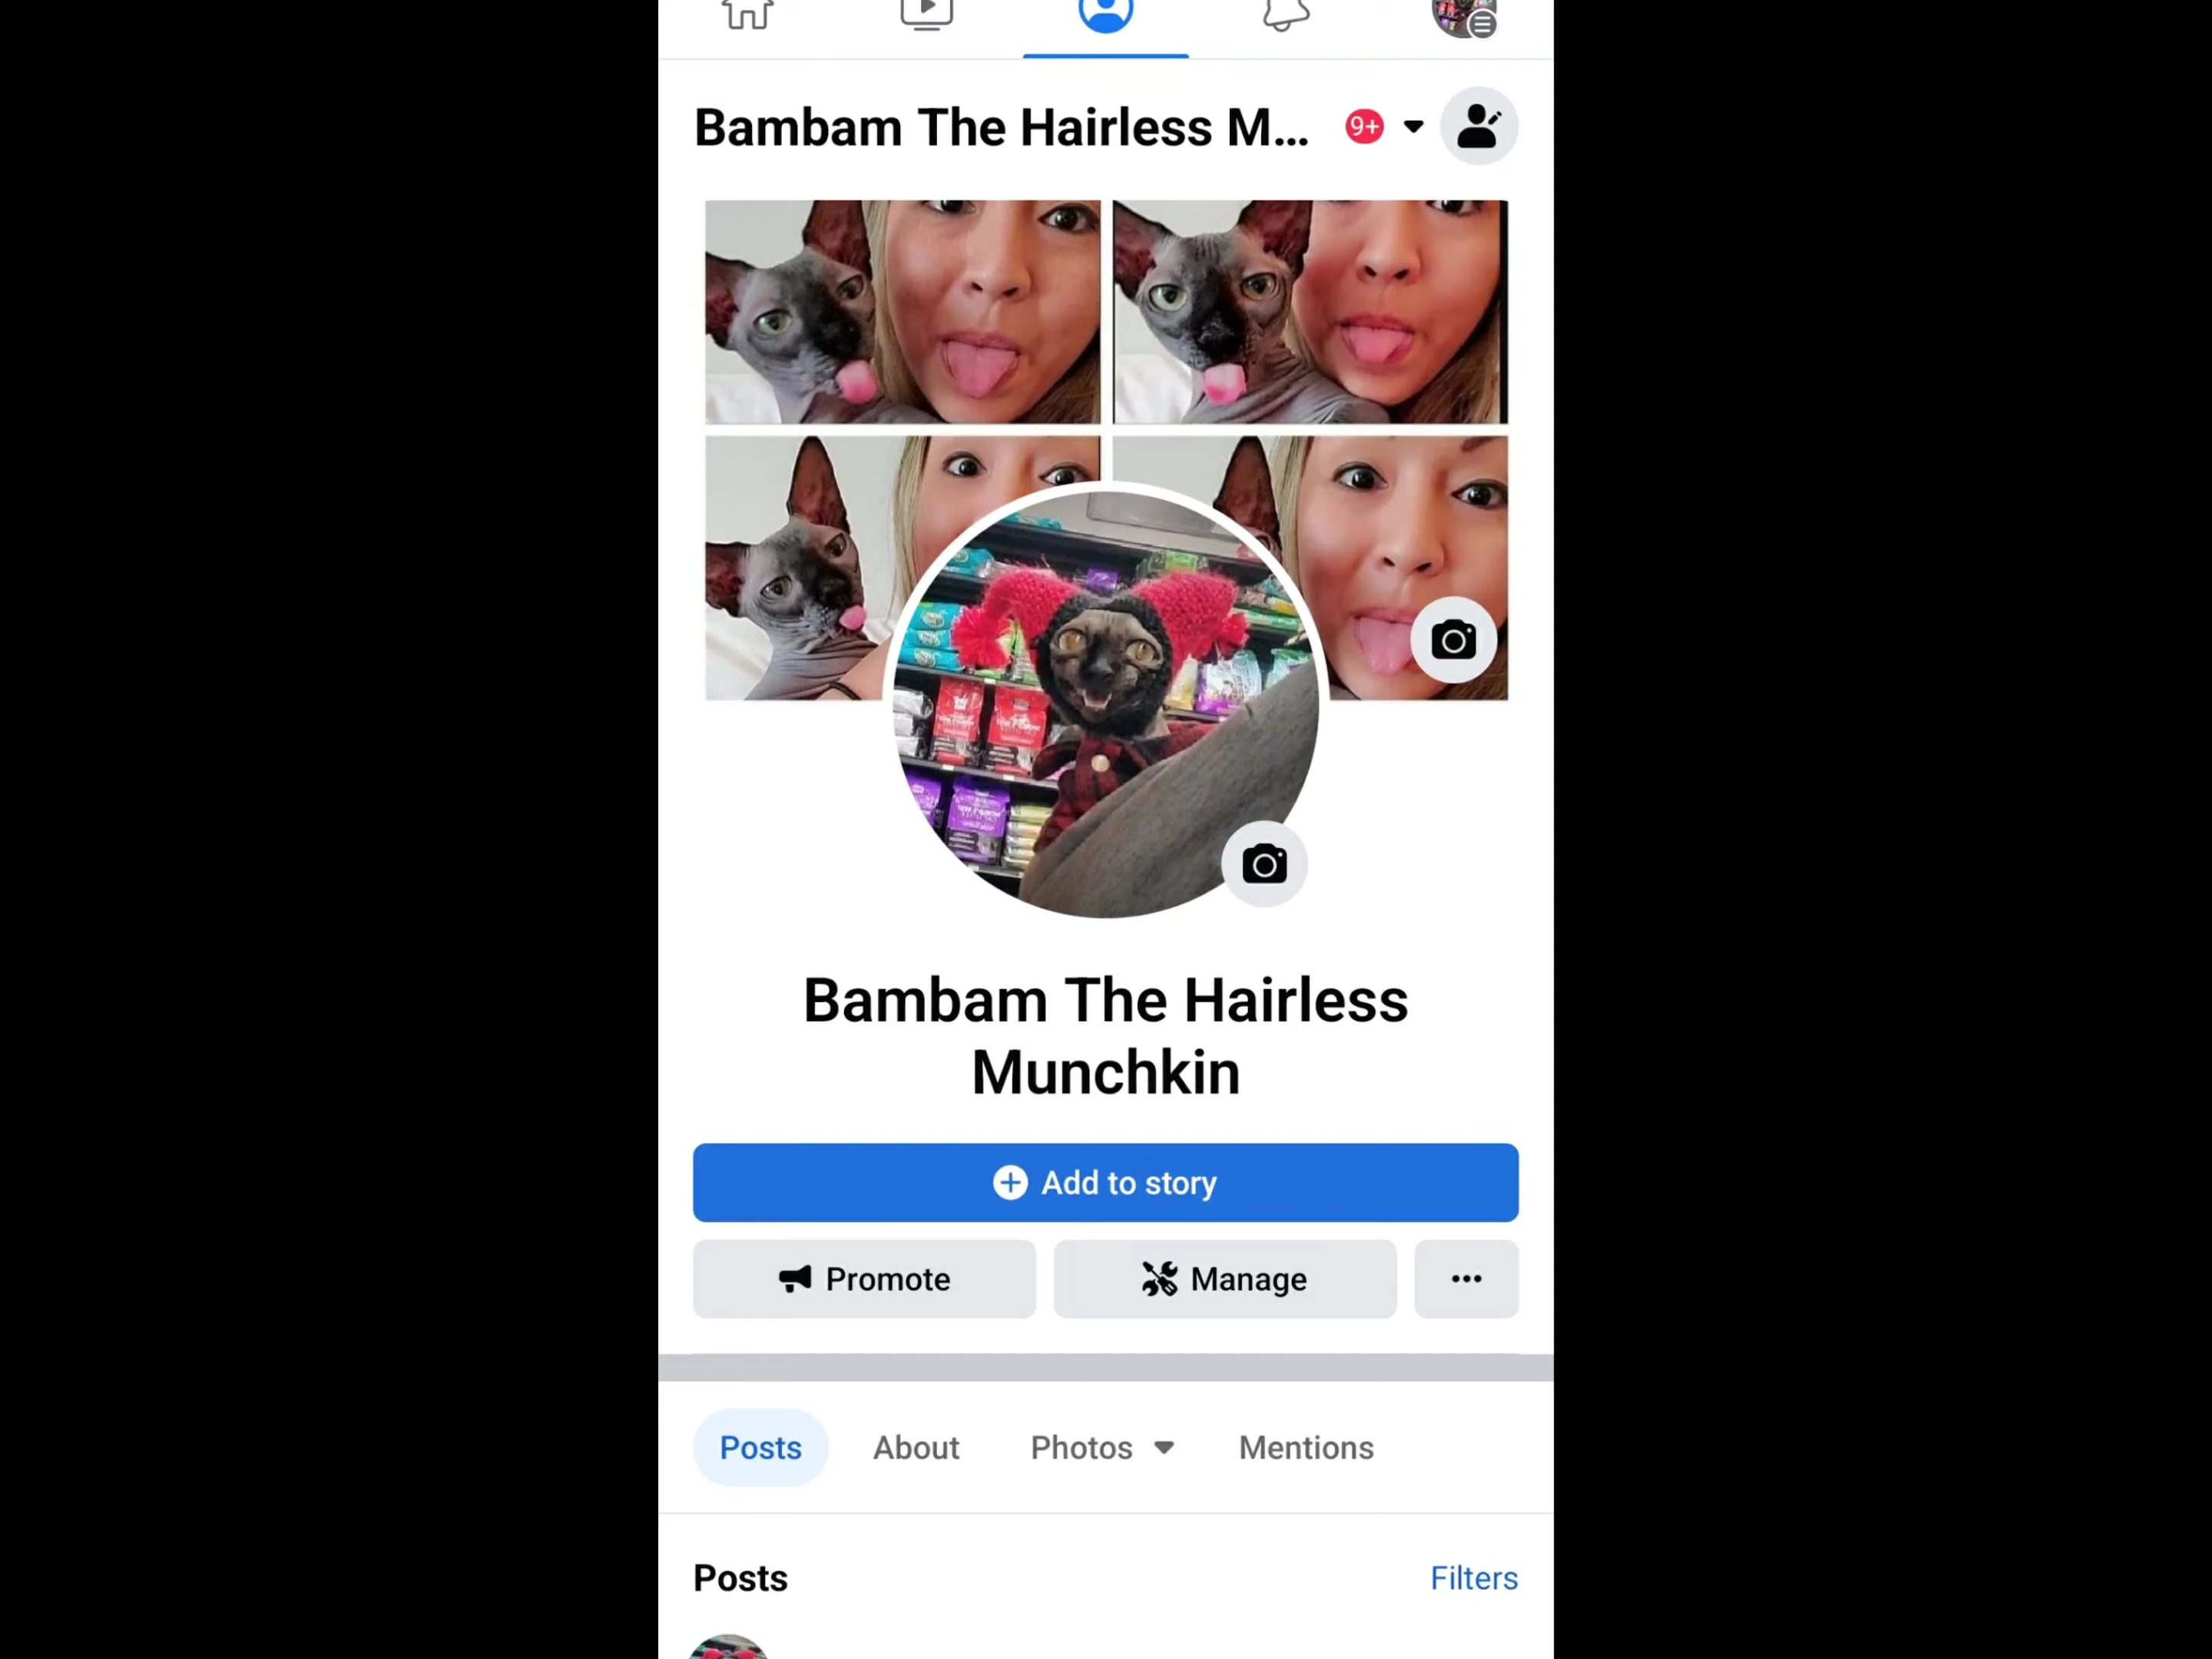 Bambam The Hairless M...
9+
Bambam The Hairless
Munchkin
Add to story
Promote
Manage
Posts
About
Photos
Mentions
Posts
Filters